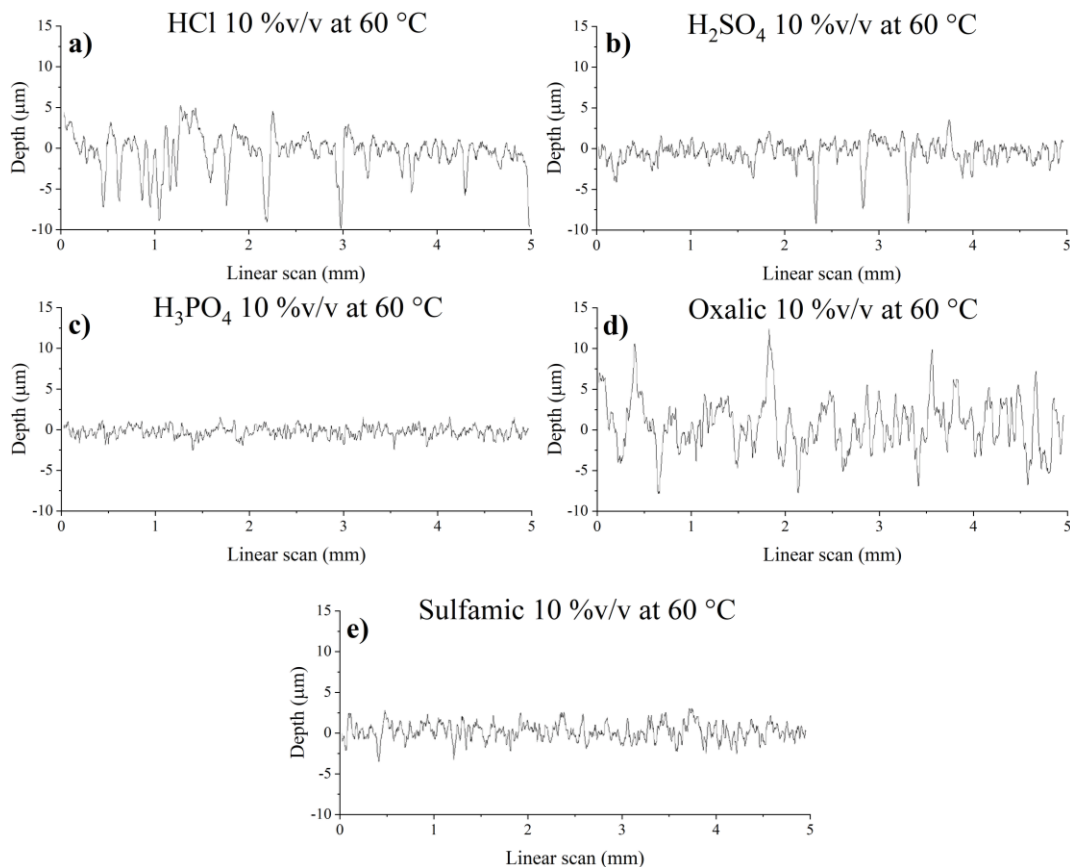 HCl 10 %v/v at 60 °C
a)
15
10
5
0
-5
-10
Depth (μm)
0 1 2 3 4 5
Linear scan (mm)
H₂SO₄ 10 %v/v at 60 °C
b)
15
10
5
0
-5
-10
Depth (μm)
0 1 2 3 4 5
Linear scan (mm)
H₃PO₄ 10 %v/v at 60 °C
c)
15
10
5
0
-5
-10
Depth (μm)
0 1 2 3 4 5
Linear scan (mm)
Oxalic 10 %v/v at 60 °C
d)
15
10
5
0
-5
-10
Depth (μm)
0 1 2 3 4 5
Linear scan (mm)
Sulfamic 10 %v/v at 60 °C
e)
15
10
5
0
-5
-10
Depth (μm)
0 1 2 3 4 5
Linear scan (mm)